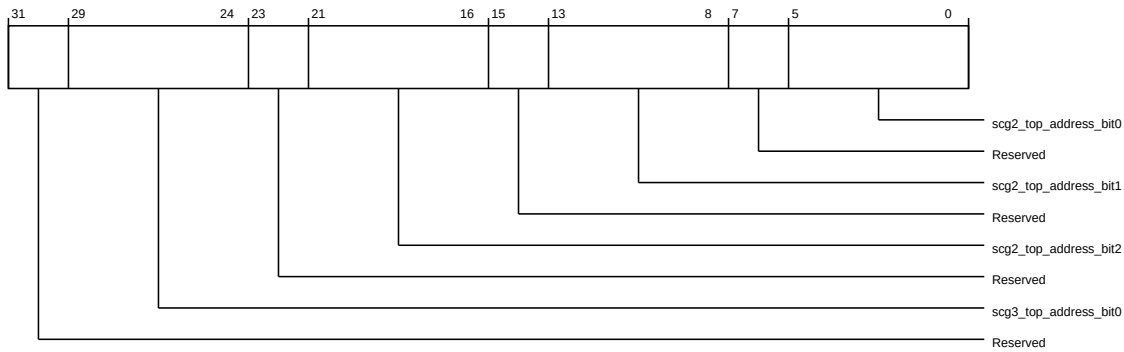 31 29 24 23 21 16 15 13 8 7 5 0
scg2_top_address_bit0
Reserved
scg2_top_address_bit1
Reserved
scg2_top_address_bit2
Reserved
scg3_top_address_bit0
Reserved